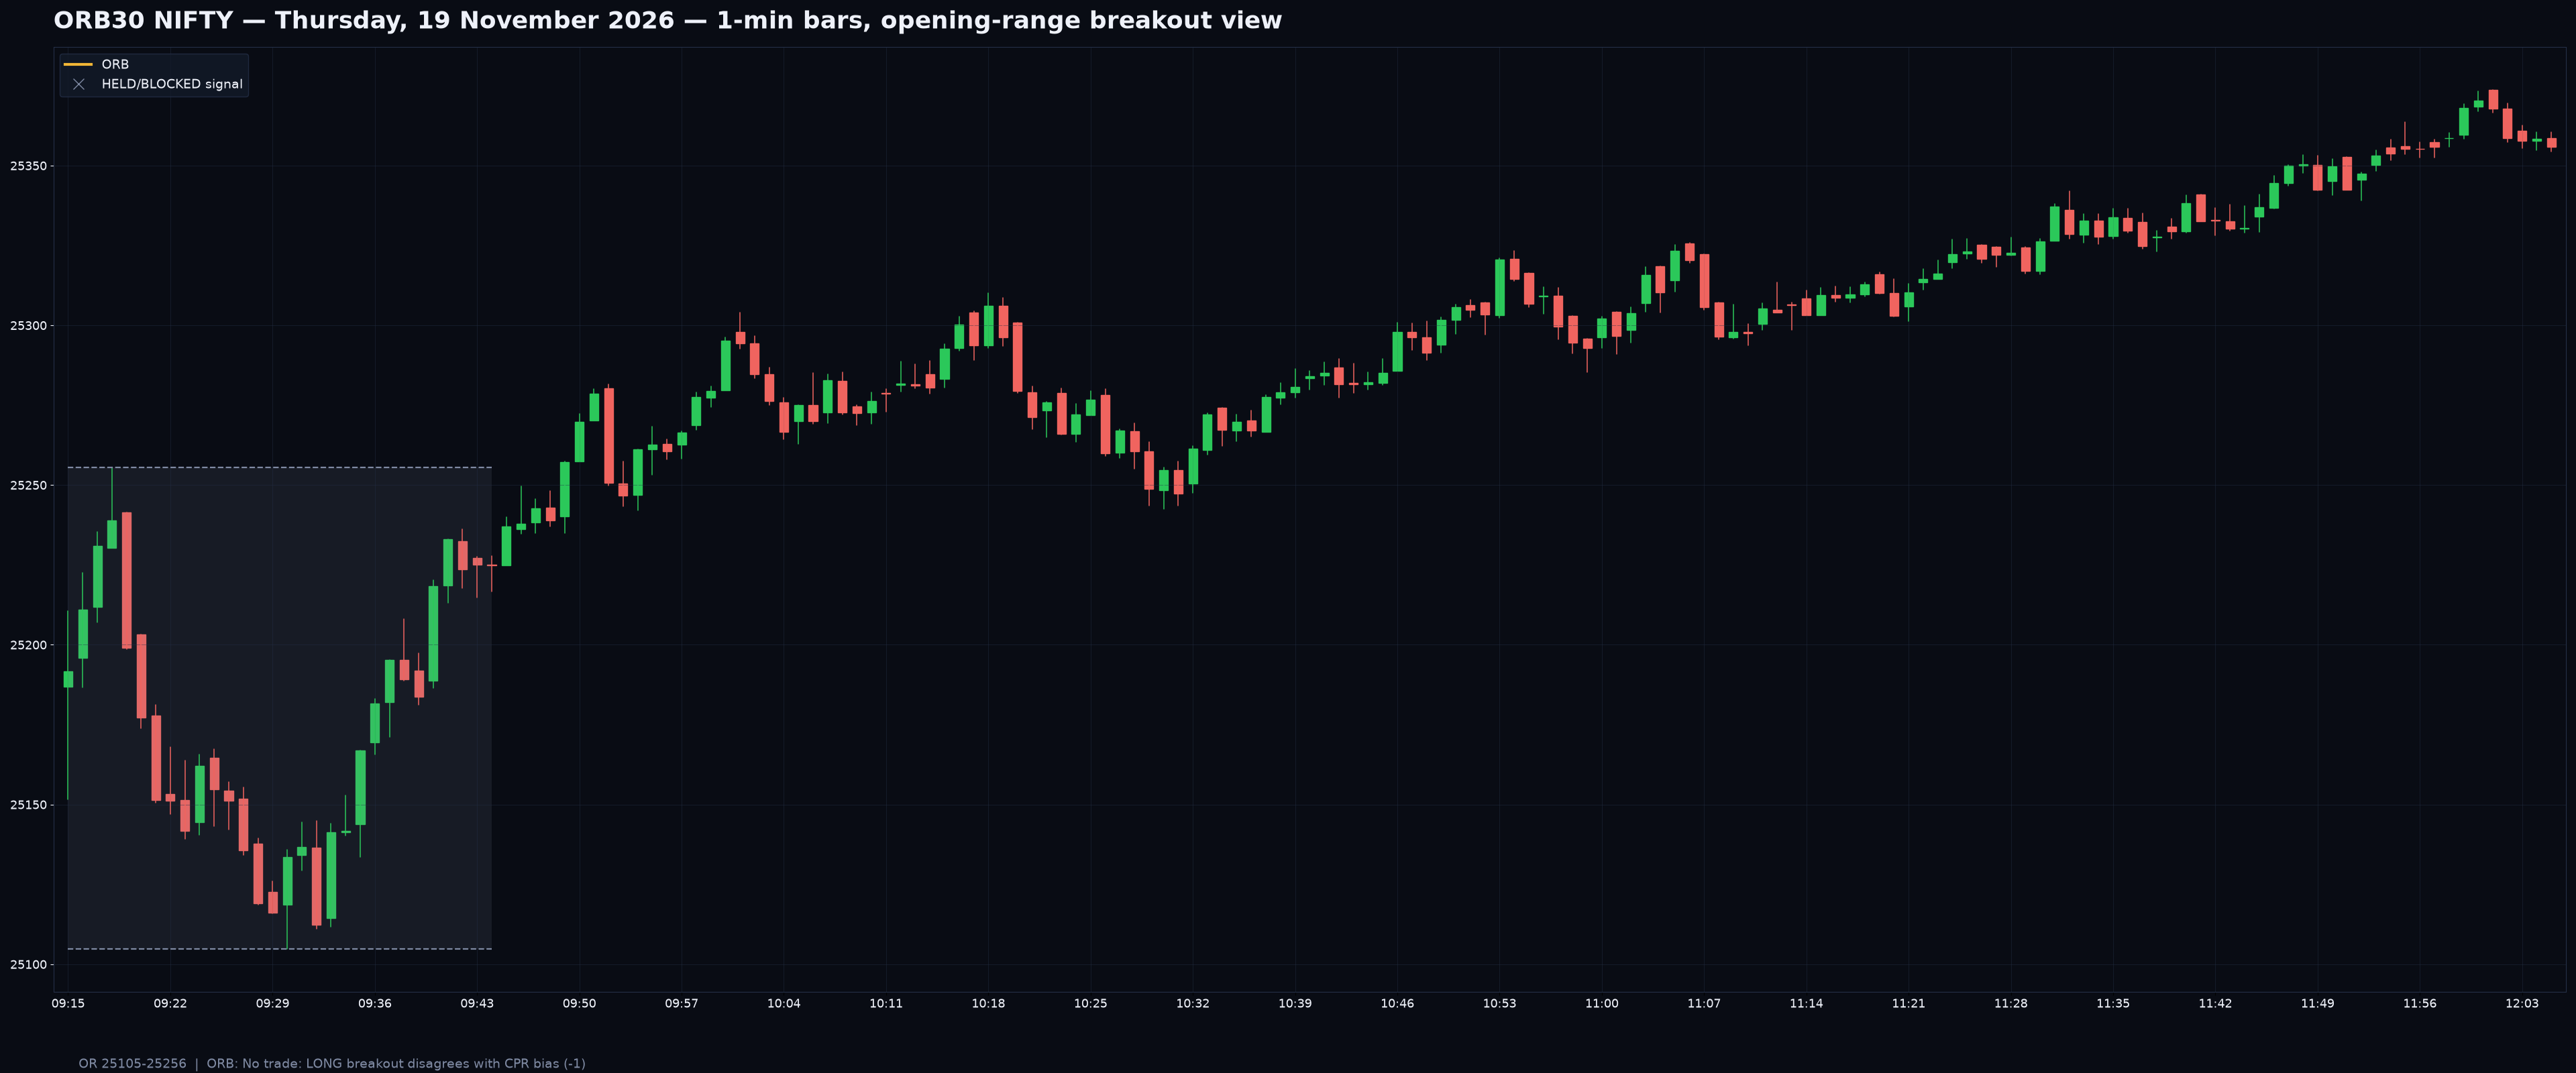 ORB30 NIFTY — Thursday, 19 November 2026 — 1-min bars, opening-range breakout view
ORB
HELD/BLOCKED signal
25350
25300
25250
25200
25150
25100
09:15 09:22 09:29 09:36 09:43 09:50 09:57 10:04 10:11 10:18 10:25 10:32 10:39 10:46 10:53 11:00 11:07 11:14 11:21 11:28 11:35 11:42 11:49 11:56 12:03
OR 25105-25256 | ORB: No trade: LONG breakout disagrees with CPR bias (-1)